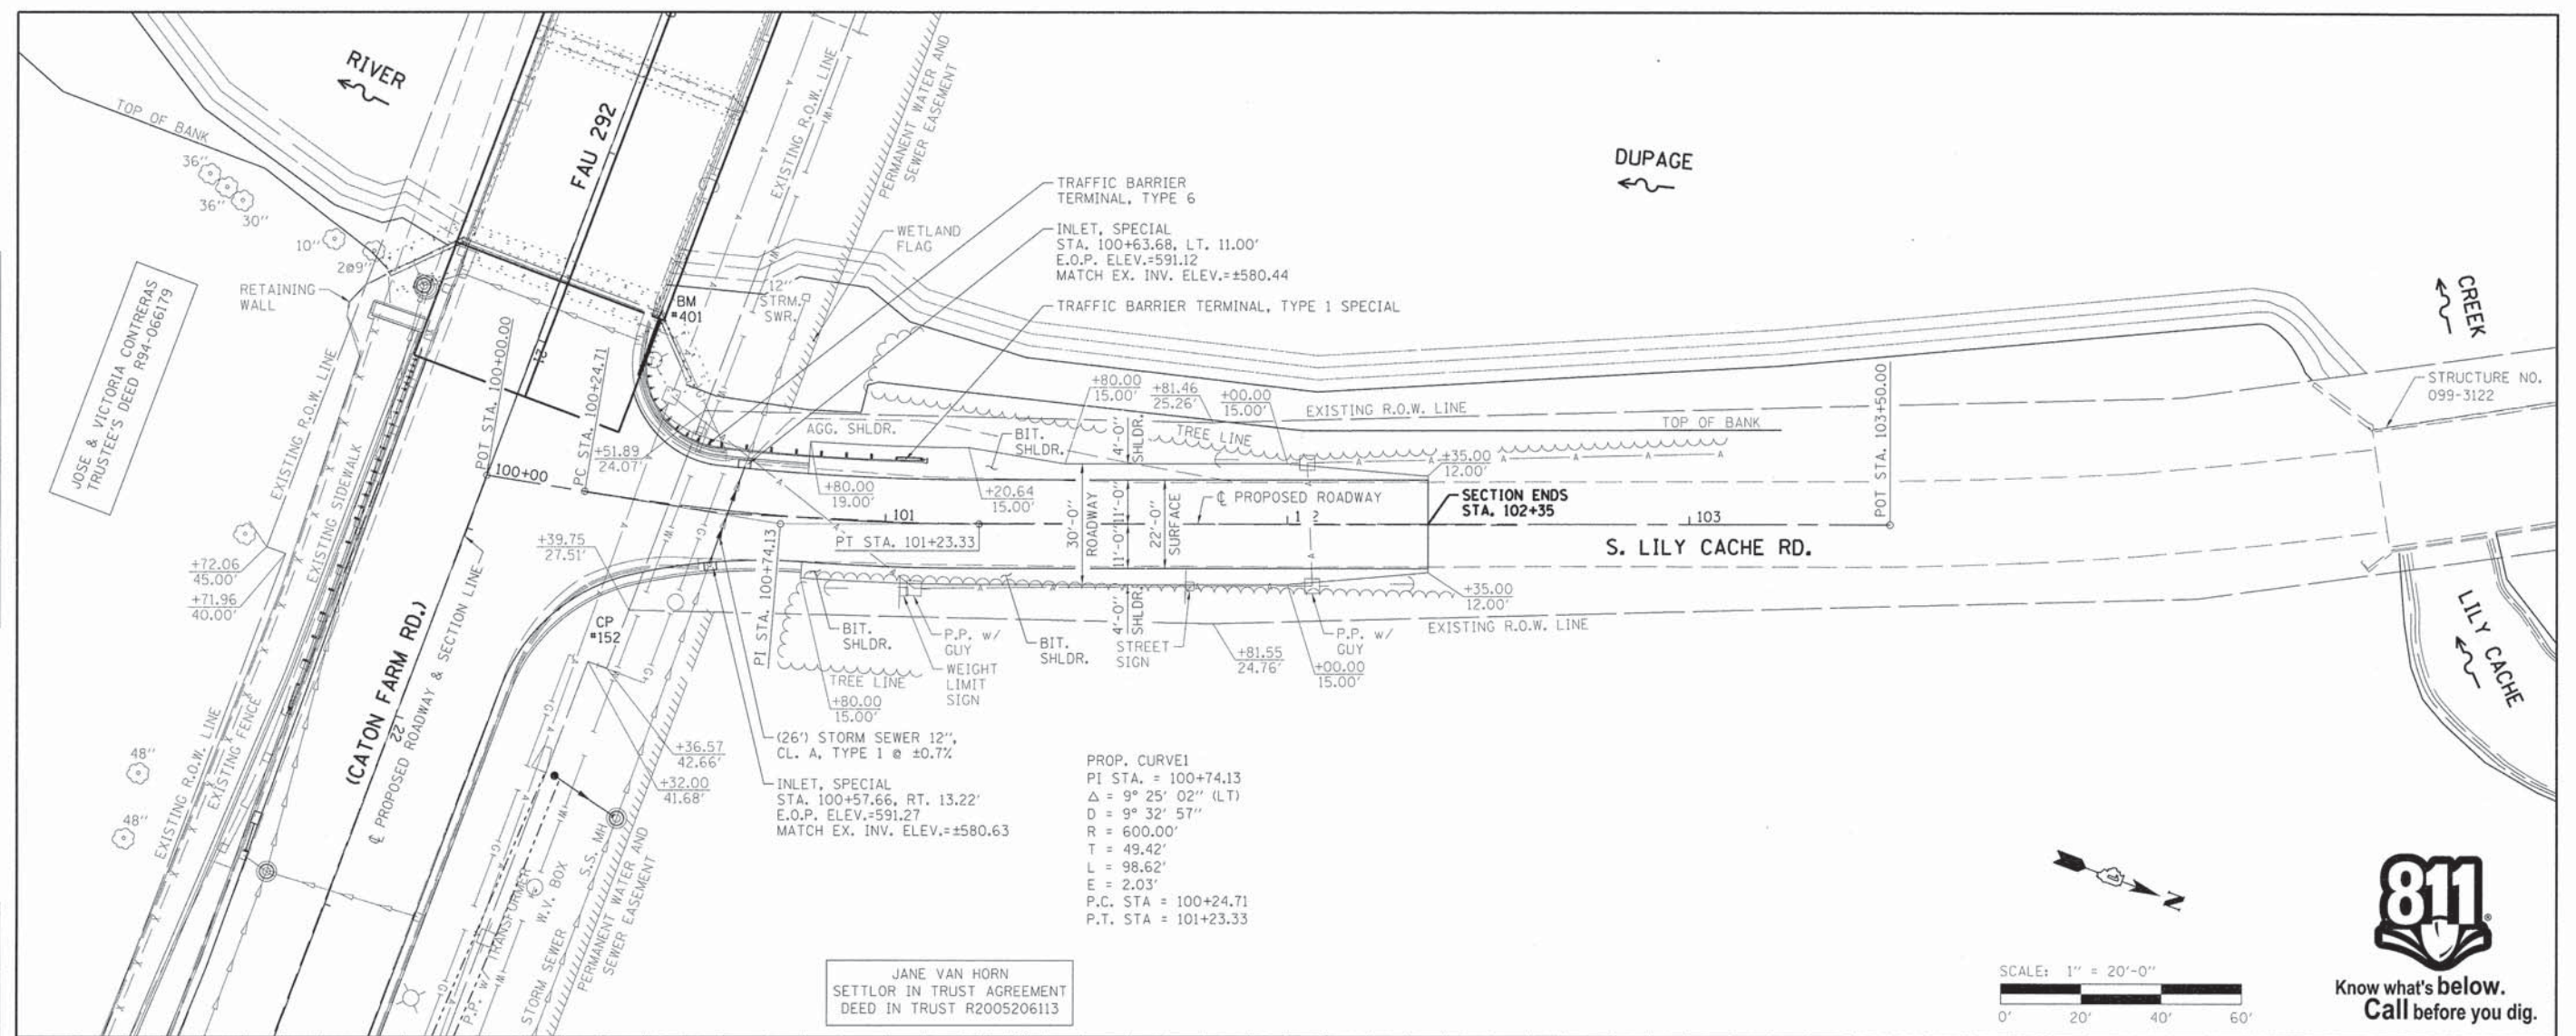 RIVER
TOP OF BANK
36"
36"
30"
10"
2@9"
RETAINING
WALL
JOSE & VICTORIA CONTRERAS
TRUSTEE'S DEED R94-066179
FAU 292
EXISTING R.O.W. LINE
PERMANENT WATER AND
SEWER EASEMENT
WETLAND
FLAG
BM
#401
12"
STRM.
SWR.
TRAFFIC BARRIER
TERMINAL, TYPE 6
INLET, SPECIAL
STA. 100+63.68, LT. 11.00'
E.O.P. ELEV.=591.12
MATCH EX. INV. ELEV.=±580.44
TRAFFIC BARRIER TERMINAL, TYPE 1 SPECIAL
DUPAGE
CREEK
STRUCTURE NO.
099-3122
POT STA. 100+00.00
PC STA. 100+24.71
100+00
+51.89
24.07'
AGG. SHLDR.
BIT.
SHLDR.
+80.00
15.00'
+81.46
25.26'
+00.00
15.00'
4'-0"
SHLDR.
TREE LINE
EXISTING R.O.W. LINE
TOP OF BANK
POT STA. 103+50.00
+35.00
12.00'
+80.00
19.00'
+20.64
15.00'
101
PT STA. 101+23.33
30'-0"
ROADWAY
11'-0"
11'-0"
22'-0"
SURFACE
℄ PROPOSED ROADWAY
SECTION ENDS
STA. 102+35
103
S. LILY CACHE RD.
EXISTING R.O.W. LINE
EXISTING SIDEWALK
+72.06
45.00'
+71.96
40.00'
+39.75
27.51'
CP
#152
PI STA. 100+74.13
BIT.
SHLDR.
P.P. w/
GUY
WEIGHT
LIMIT
SIGN
BIT.
SHLDR.
4'-0"
SHLDR.
STREET
SIGN
+81.55
24.76'
P.P. w/
GUY
+00.00
15.00'
+35.00
12.00'
EXISTING R.O.W. LINE
TREE LINE
+80.00
15.00'
LILY CACHE
(CATON FARM RD.)
122
℄ PROPOSED ROADWAY & SECTION LINE
EXISTING R.O.W. LINE
EXISTING FENCE
48"
48"
+36.57
42.66'
+32.00
41.68'
(26') STORM SEWER 12",
CL. A, TYPE 1 @ ±0.7%
INLET, SPECIAL
STA. 100+57.66, RT. 13.22'
E.O.P. ELEV.=591.27
MATCH EX. INV. ELEV.=±580.63
P.P. w/ TRANSFORMER
W.V. BOX
S.S. MH
STORM SEWER
PERMANENT WATER AND
SEWER EASEMENT
PROP. CURVE1
PI STA. = 100+74.13
Δ = 9° 25' 02" (LT)
D = 9° 32' 57"
R = 600.00'
T = 49.42'
L = 98.62'
E = 2.03'
P.C. STA = 100+24.71
P.T. STA = 101+23.33
JANE VAN HORN
SETTLOR IN TRUST AGREEMENT
DEED IN TRUST R2005206113
N
SCALE: 1" = 20'-0"
0' 20' 40' 60'
811
®
Know what's below.
Call before you dig.